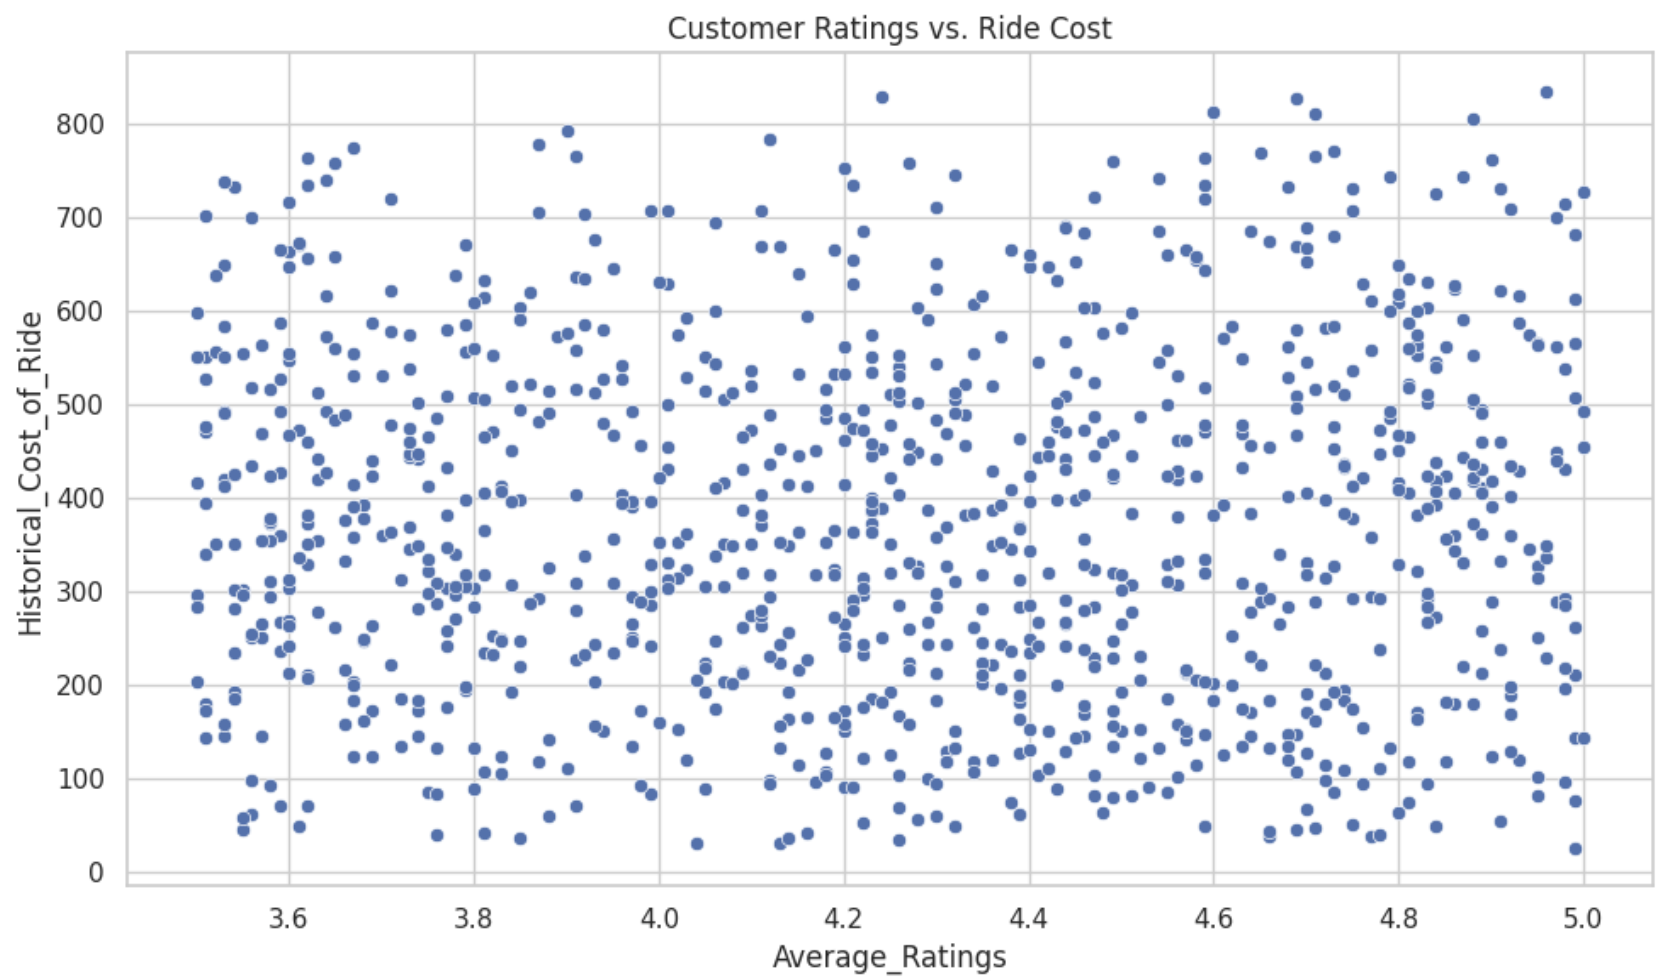 Customer Ratings vs. Ride Cost
800
700
600
500
400
300
200
100
0
Historical_Cost_of_Ride
3.6 3.8 4.0 4.2 4.4 4.6 4.8 5.0
Average_Ratings